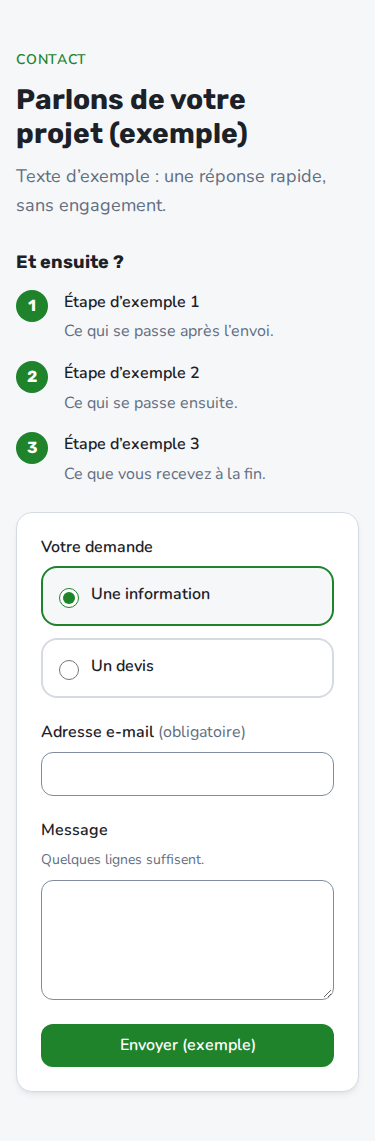 CONTACT
Parlons de votre
projet (exemple)
Texte d’exemple : une réponse rapide,
sans engagement.
Et ensuite ?
1
Étape d’exemple 1
Ce qui se passe après l’envoi.
2
Étape d’exemple 2
Ce qui se passe ensuite.
3
Étape d’exemple 3
Ce que vous recevez à la fin.
Votre demande
Une information
Un devis
Adresse e-mail (obligatoire)
Message
Quelques lignes suffisent.
Envoyer (exemple)